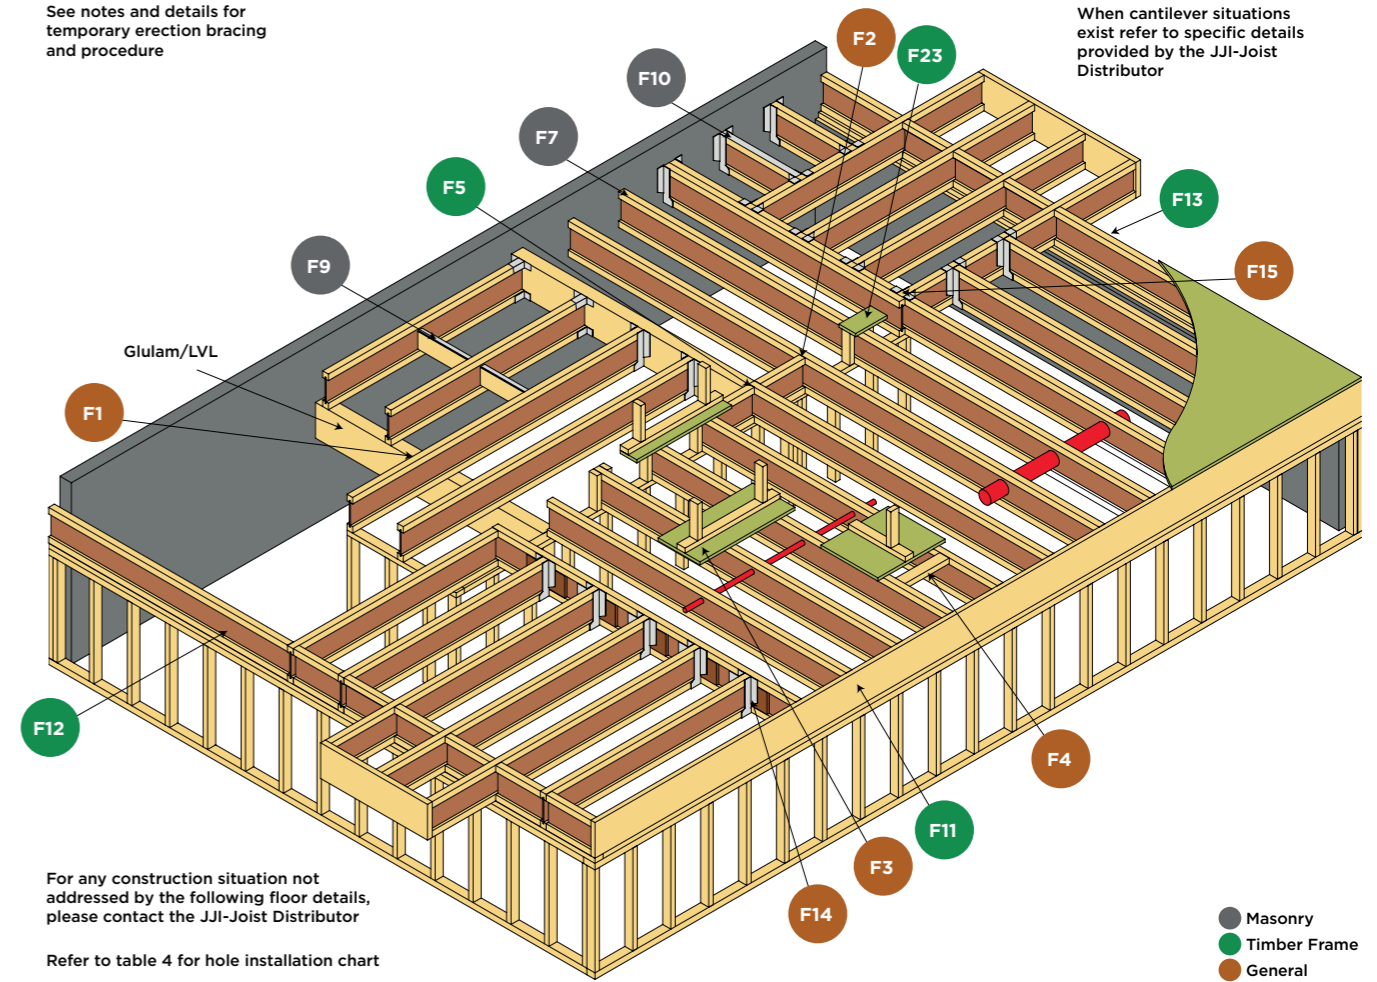 See notes and details for
temporary erection bracing
and procedure
When cantilever situations
exist refer to specific details
provided by the JJI-Joist
Distributor
F2
F23
F10
F7
F5
F13
F9
F15
Glulam/LVL
F1
F12
F4
F11
F3
F14
For any construction situation not
addressed by the following floor details,
please contact the JJI-Joist Distributor
Refer to table 4 for hole installation chart
Masonry
Timber Frame
General